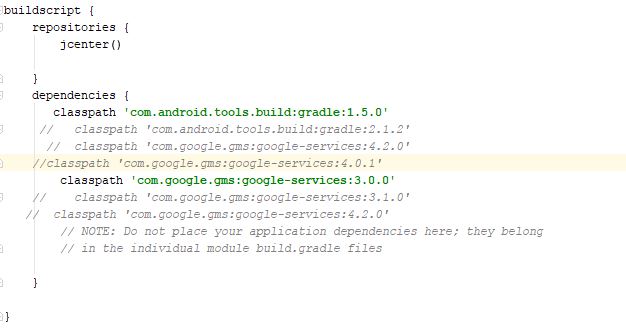 buildscript {
    repositories {
        jcenter()
    }
    dependencies {
       classpath 'com.android.tools.build:gradle:1.5.0'
     //   classpath 'com.android.tools.build:gradle:2.1.2'
      //  classpath 'com.google.gms:google-services:4.2.0'
    //classpath 'com.google.gms:google-services:4.0.1'
        classpath 'com.google.gms:google-services:3.0.0'
    //    classpath 'com.google.gms:google-services:3.1.0'
   //  classpath 'com.google.gms:google-services:4.2.0'
        // NOTE: Do not place your application dependencies here; they belong
        // in the individual module build.gradle files
    }
}